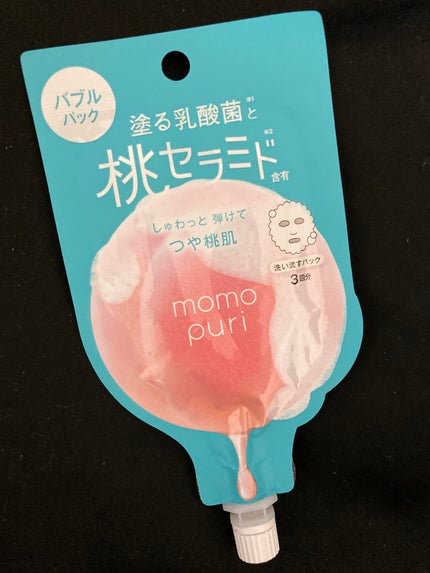 バブル
パック
塗る乳酸菌※1と
桃セラミド※2含有
しゅわっと 弾けて
つや桃肌
洗い流すパック
3回分
momo
puri